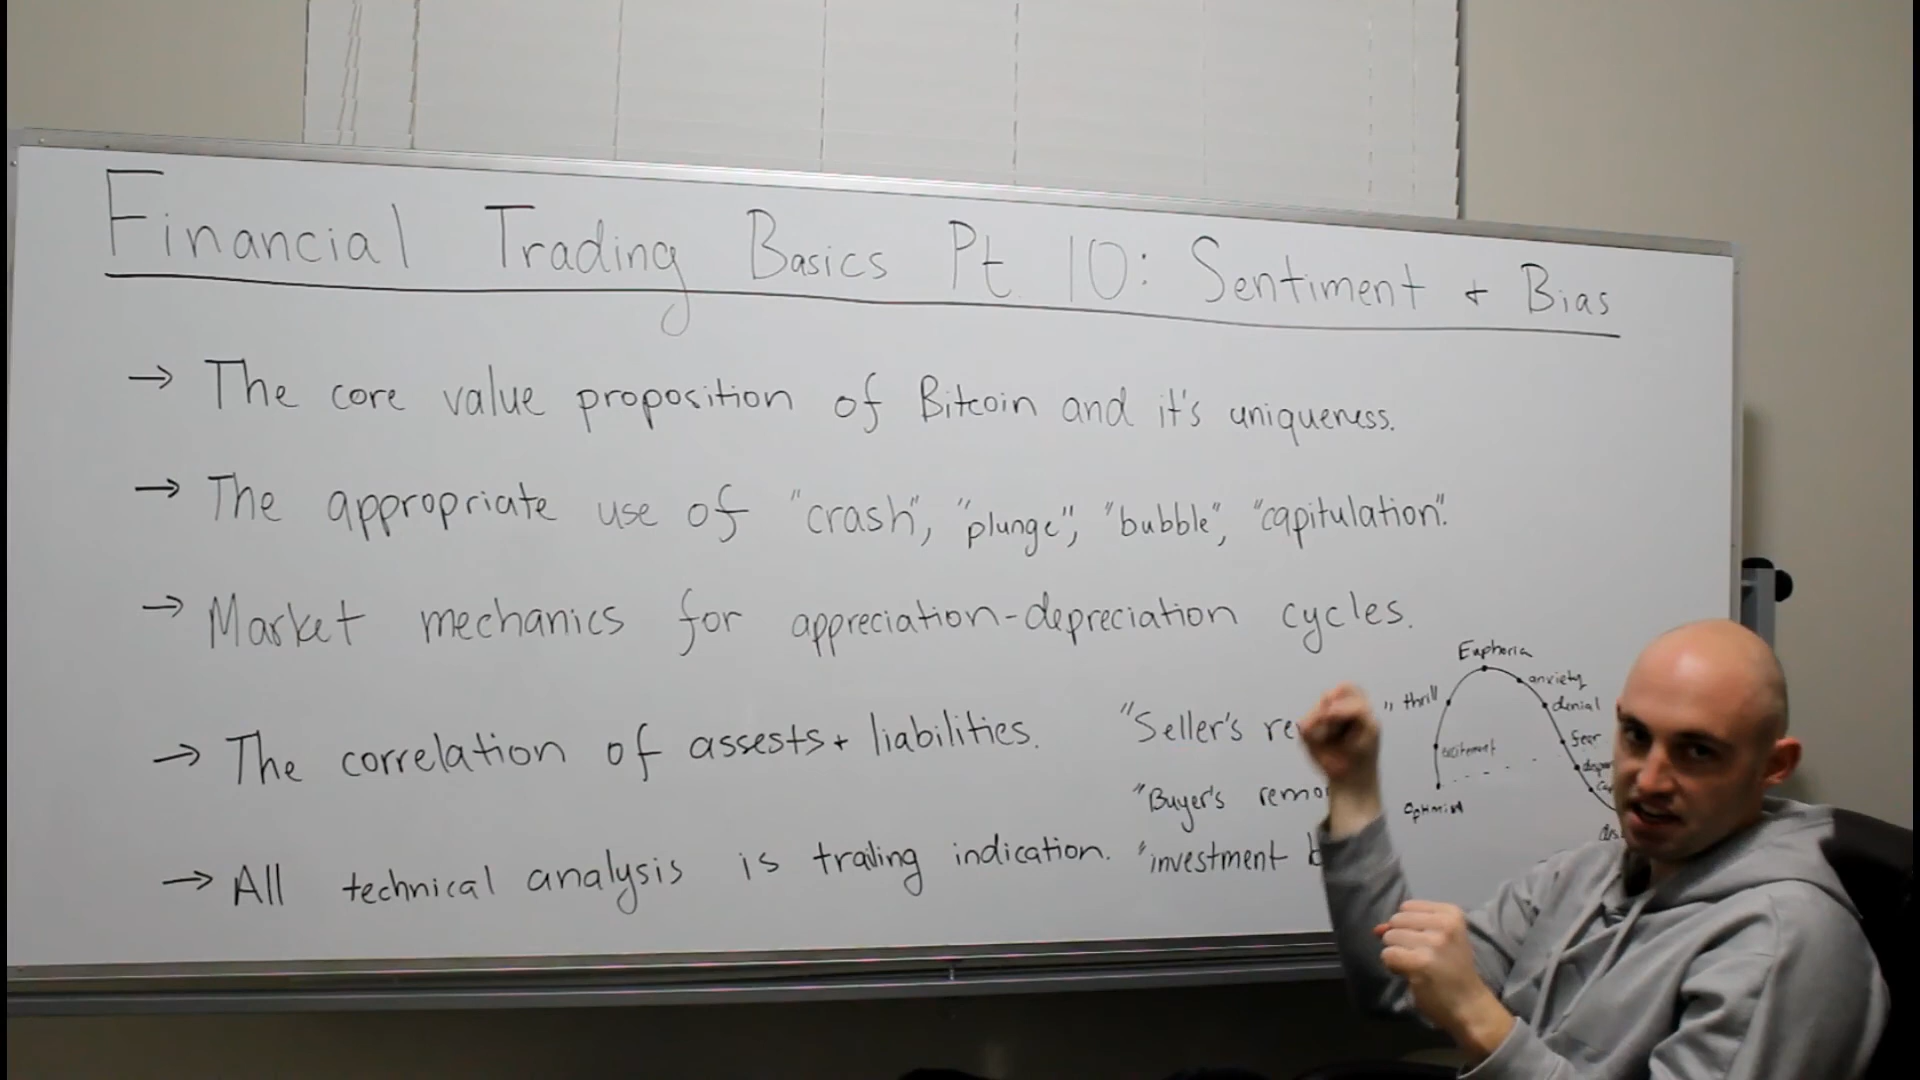 Financial Trading Basics Pt 10: Sentiment + Bias
→ The core value proposition of Bitcoin and it's uniqueness.
→ The appropriate use of "crash", "plunge", "bubble", "capitulation".
→ Market mechanics for appreciation-depreciation cycles.
→ The correlation of assests + liabilities.
→ All technical analysis is trailing indication.
"Seller's
"Buyer's
"investment
Euphoria
thrill
anxiety
denial
excitement
fear
Optmism